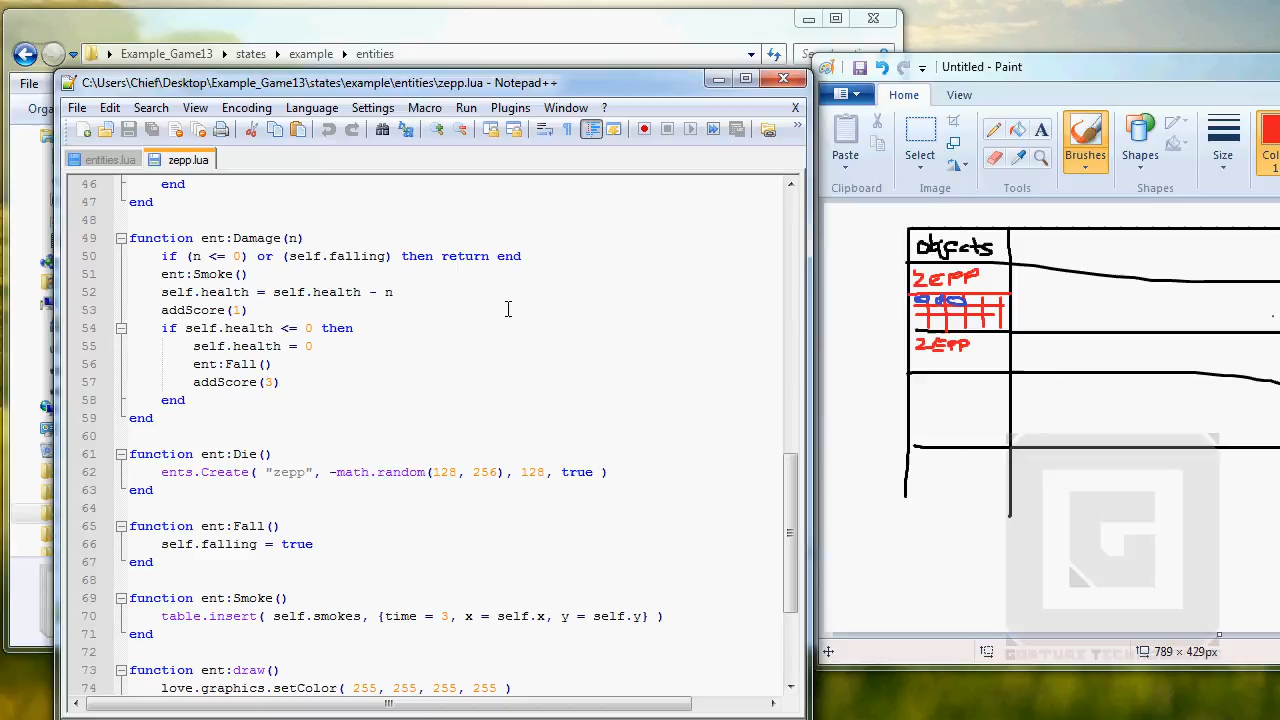 Example_Game13 states example entities
File
Orga
C:\Users\Chief\Desktop\Example_Game13\states\example\entities\zepp.lua - Notepad++
File Edit Search View Encoding Language Settings Macro Run Plugins Window ? X
entities.lua zepp.lua
46 end
47 end
48
49 function ent:Damage(n)
50 if (n <= 0) or (self.falling) then return end
51 ent:Smoke()
52 self.health = self.health - n
53 addScore(1)
54 if self.health <= 0 then
55 self.health = 0
56 ent:Fall()
57 addScore(3)
58 end
59 end
60
61 function ent:Die()
62 ents.Create( "zepp", -math.random(128, 256), 128, true )
63 end
64
65 function ent:Fall()
66 self.falling = true
67 end
68
69 function ent:Smoke()
70 table.insert( self.smokes, {time = 3, x = self.x, y = self.y} )
71 end
72
73 function ent:draw()
74 love.graphics.setColor( 255, 255, 255, 255 )
Untitled - Paint
Home View
Paste Select Brushes Shapes Size Col
1
Clipboard Image Tools Shapes
objects
ZEPP
ZEPP
789 × 429px